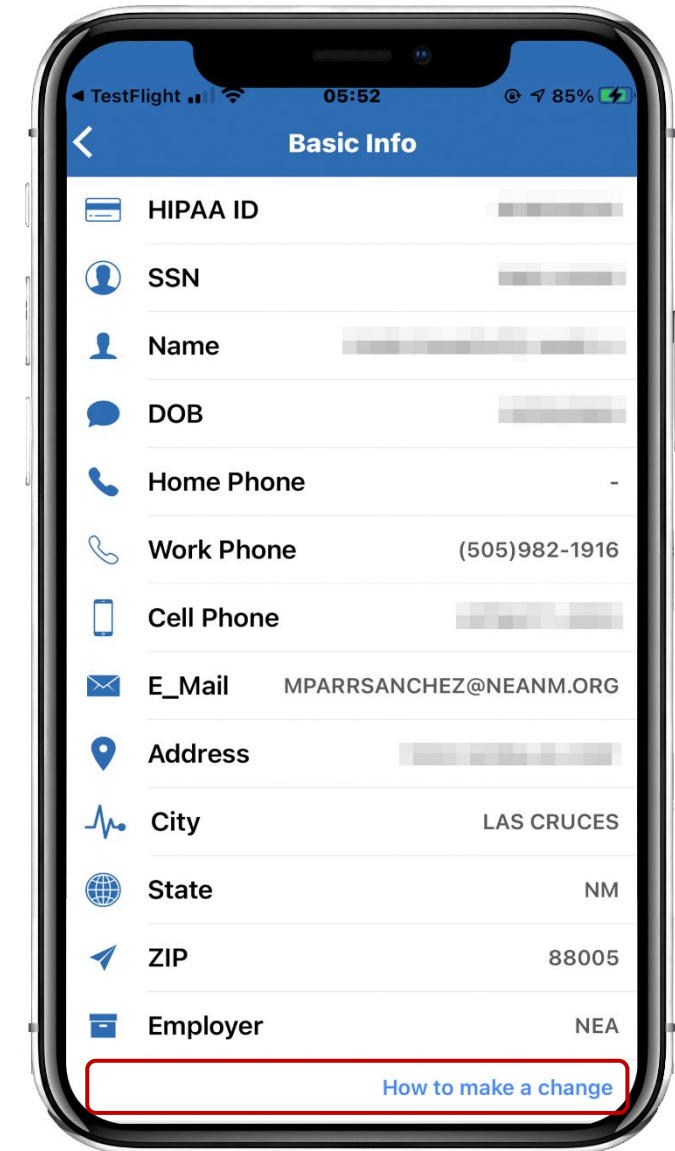 TestFlight 05:52 85%
Basic Info
HIPAA ID
SSN
Name
DOB
Home Phone -
Work Phone (505)982-1916
Cell Phone
E_Mail MPARRSANCHEZ@NEANM.ORG
Address
City LAS CRUCES
State NM
ZIP 88005
Employer NEA
How to make a change